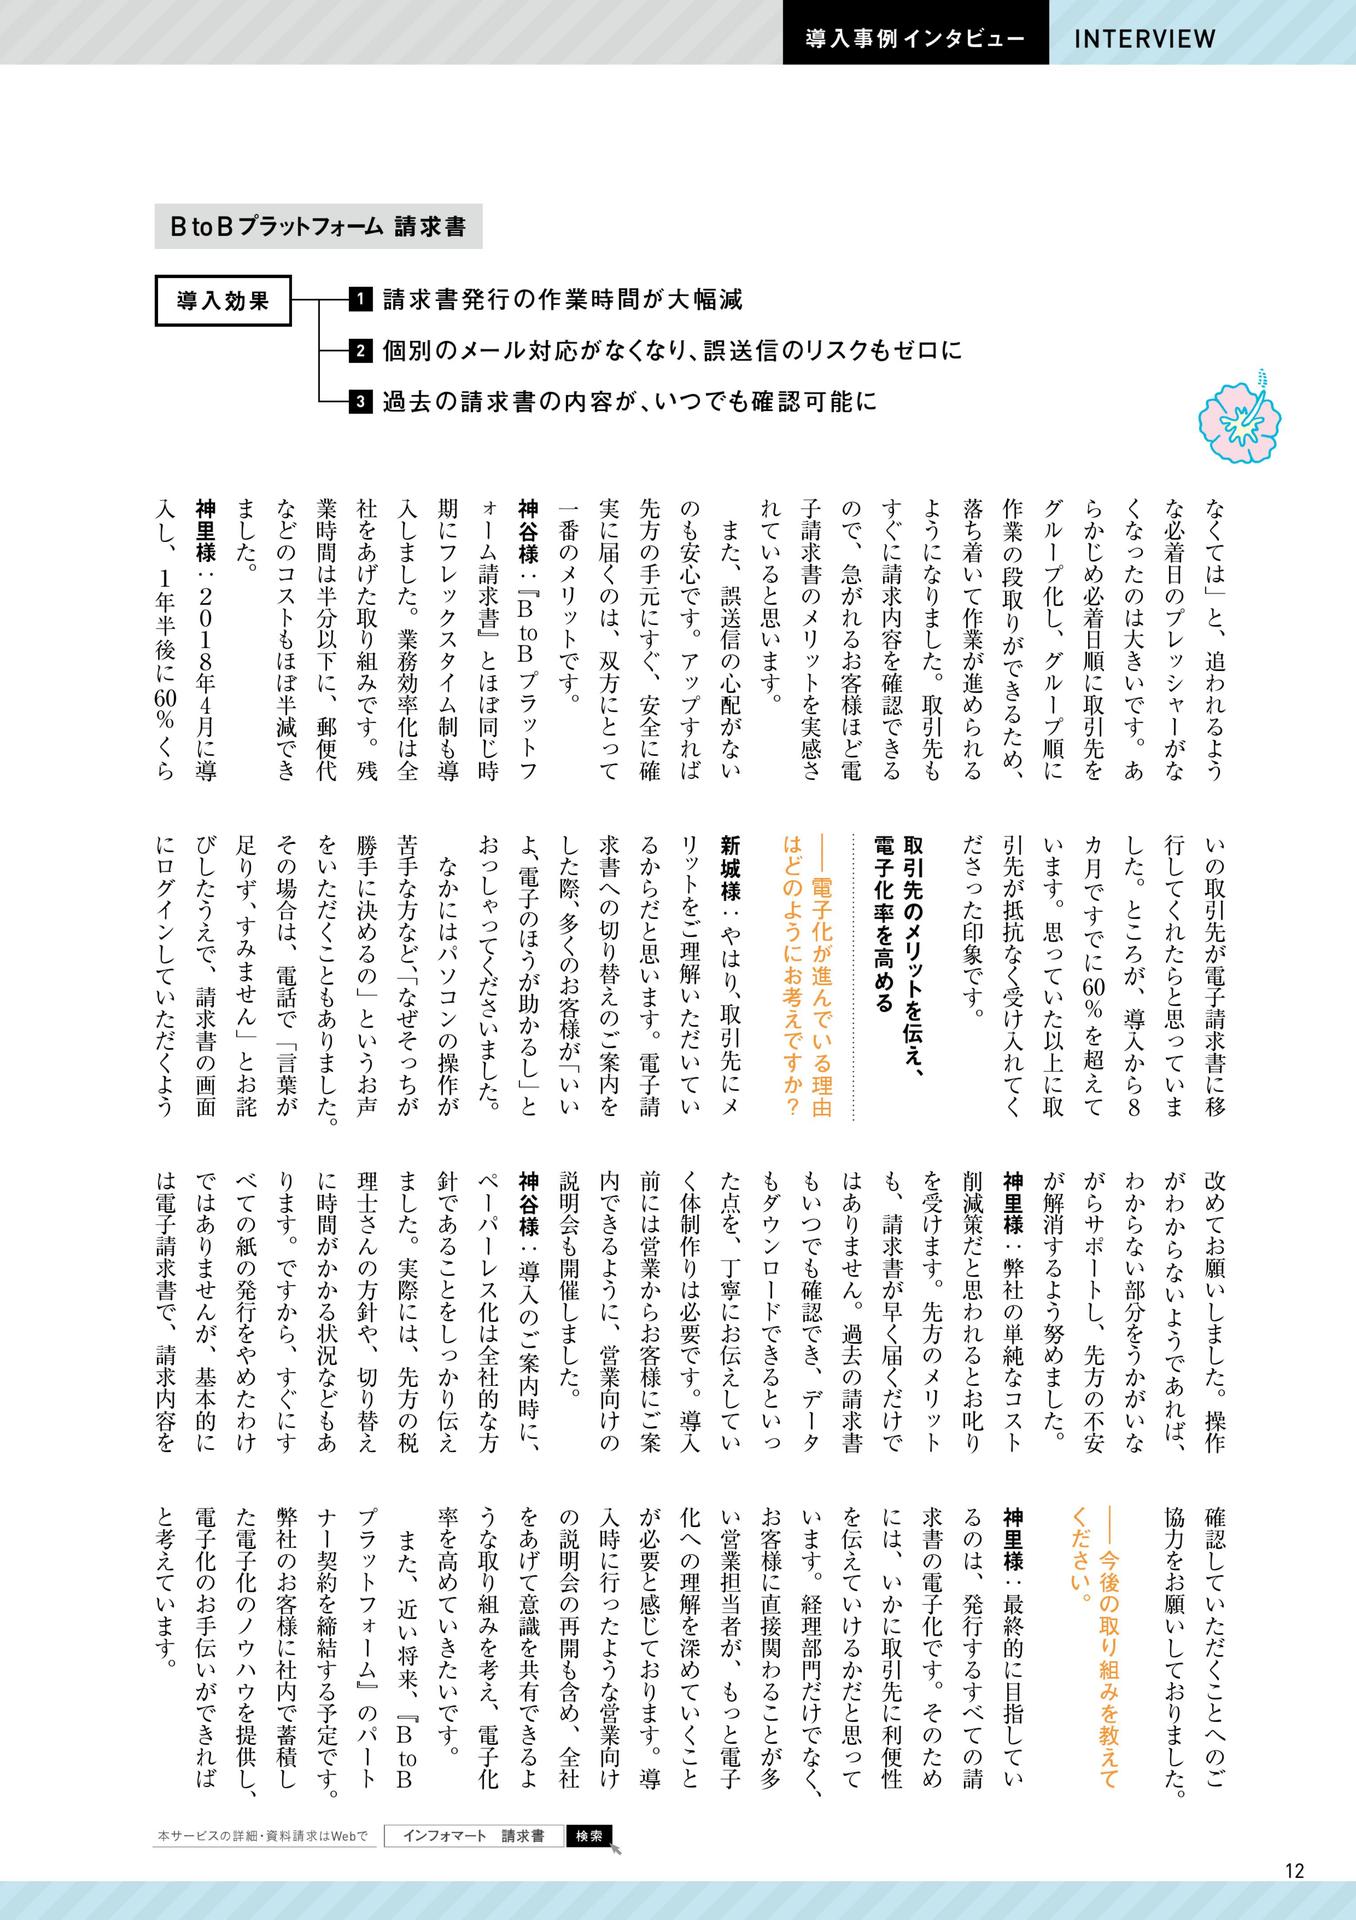 導入事例インタビュー
INTERVIEW
B to B プラットフォーム 請求書
導入効果
1 請求書発行の作業時間が大幅減
2 個別のメール対応がなくなり、誤送信のリスクもゼロに
3 過去の請求書の内容が、いつでも確認可能に
なくては」と、追われるよう
な必着日のプレッシャーがな
くなったのは大きいです。あ
らかじめ必着日順に取引先を
グループ化し、グループ順に
作業の段取りができるため、
落ち着いて作業が進められる
ようになりました。取引先も
すぐに請求内容を確認できる
ので、急がれるお客様ほど電
子請求書のメリットを実感さ
れていると思います。
また、誤送信の心配がない
のも安心です。アップすれば
先方の手元にすぐ、安全に確
実に届くのは、双方にとって
一番のメリットです。
神谷様：『B to B プラットフ
ォーム請求書』とほぼ同じ時
期にフレックスタイム制も導
入しました。業務効率化は全
社をあげた取り組みです。残
業時間は半分以下に、郵便代
などのコストもほぼ半減でき
ました。
神里様：2018年4月に導
入し、1年半後に60％くら
いの取引先が電子請求書に移
行してくれたらと思っていま
した。ところが、導入から8
カ月ですでに60％を超えて
います。思っていた以上に取
引先が抵抗なく受け入れてく
ださった印象です。
取引先のメリットを伝え、
電子化率を高める
――電子化が進んでいる理由
はどのようにお考えですか？
新城様：やはり、取引先にメ
リットをご理解いただいてい
るからだと思います。電子請
求書への切り替えのご案内を
した際、多くのお客様が「いい
よ、電子のほうが助かるし」と
おっしゃってくださいました。
なかにはパソコンの操作が
苦手な方など、「なぜそっちが
勝手に決めるの」というお声
をいただくこともありました。
その場合は、電話で「言葉が
足りず、すみません」とお詫
びしたうえで、請求書の画面
にログインしていただくよう
改めてお願いしました。操作
がわからないようであれば、
わからない部分をうかがいな
がらサポートし、先方の不安
が解消するよう努めました。
神里様：弊社の単純なコスト
削減策だと思われるとお叱り
を受けます。先方のメリット
も、請求書が早く届くだけで
はありません。過去の請求書
もいつでも確認でき、データ
もダウンロードできるといっ
た点を、丁寧にお伝えしてい
く体制作りは必要です。導入
前には営業からお客様にご案
内できるように、営業向けの
説明会も開催しました。
神谷様：導入のご案内時に、
ペーパーレス化は全社的な方
針であることをしっかり伝え
ました。実際には、先方の税
理士さんの方針や、切り替え
に時間がかかる状況などもあ
ります。ですから、すぐにす
べての紙の発行をやめたわけ
ではありませんが、基本的に
は電子請求書で、請求内容を
確認していただくことへのご
協力をお願いしておりました。
――今後の取り組みを教えて
ください。
神里様：最終的に目指してい
るのは、発行するすべての請
求書の電子化です。そのため
には、いかに取引先に利便性
を伝えていけるかだと思って
います。経理部門だけでなく、
お客様に直接関わることが多
い営業担当者が、もっと電子
化への理解を深めていくこと
が必要と感じております。導
入時に行ったような営業向け
の説明会の再開も含め、全社
をあげて意識を共有できるよ
うな取り組みを考え、電子化
率を高めていきたいです。
また、近い将来、『B to B
プラットフォーム』のパート
ナー契約を締結する予定です。
弊社のお客様に社内で蓄積し
た電子化のノウハウを提供し、
電子化のお手伝いができれば
と考えています。
本サービスの詳細・資料請求はWebで
インフォマート 請求書
検索
12